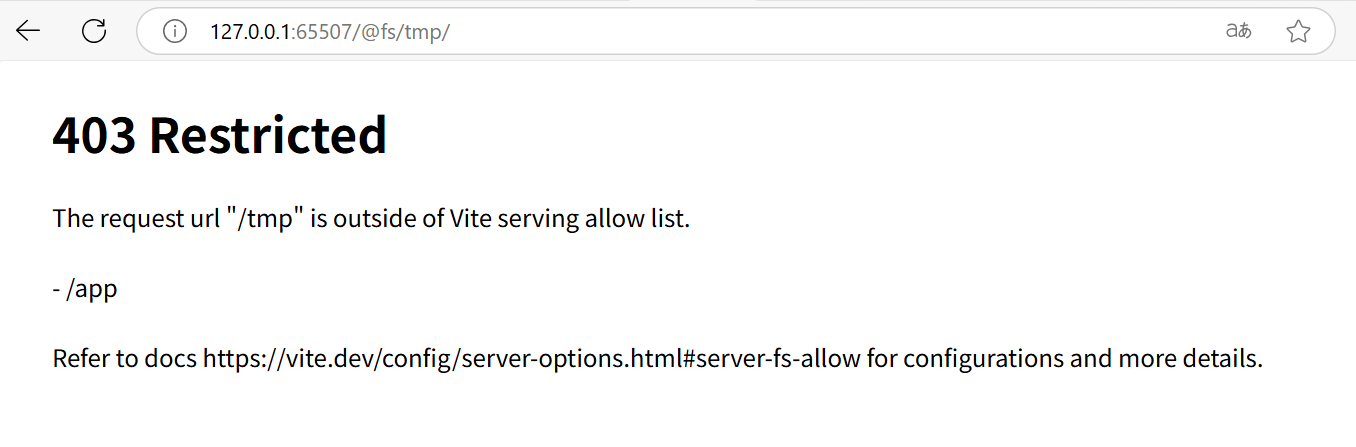 127.0.0.1:65507/@fs/tmp/
aあ
403 Restricted
The request url "/tmp" is outside of Vite serving allow list.
- /app
Refer to docs https://vite.dev/config/server-options.html#server-fs-allow for configurations and more details.